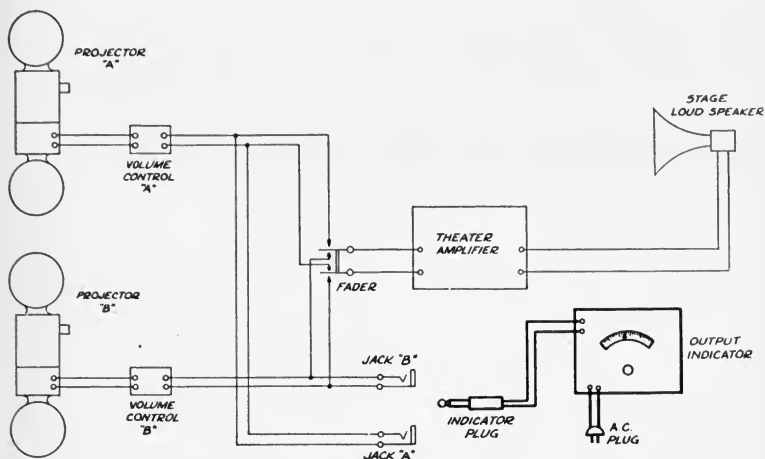 PROJECTOR
"A"
STAGE
LOUD SPEAKER
VOLUME
CONTROL
"A"
THEATER
AMPLIFIER
FADER
PROJECTOR
"B"
OUTPUT
INDICATOR
JACK "B"
VOLUME
CONTROL
"B"
INDICATOR
PLUG
A.C.
PLUG
JACK "A"